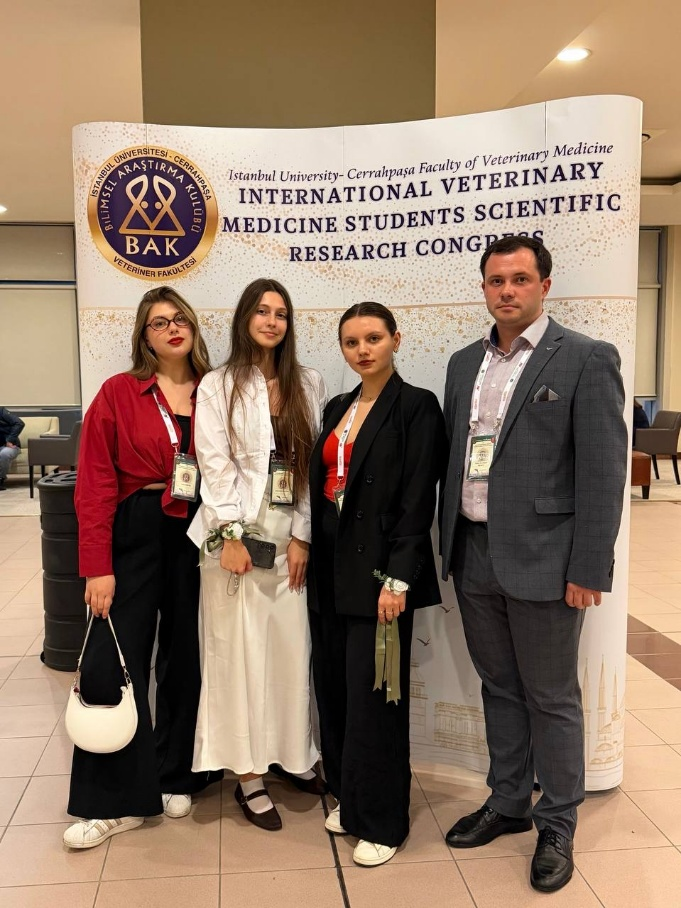 İSTANBUL ÜNİVERSİTESİ - CERRAHPAŞA
BİLİMSEL ARAŞTIRMA KULÜBÜ
BAK
VETERİNER FAKÜLTESİ
Istanbul University- Cerrahpaşa Faculty of Veterinary Medicine
INTERNATIONAL VETERINARY
MEDICINE STUDENTS SCIENTIFIC
RESEARCH CONGRESS